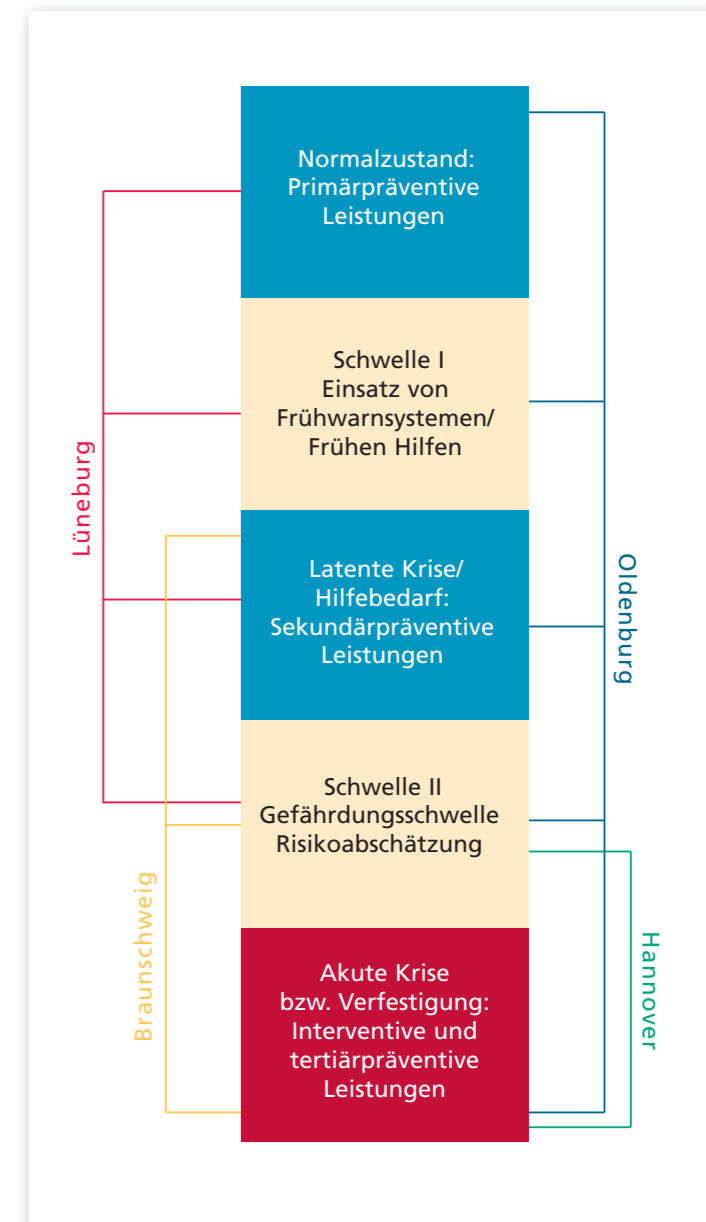 Normalzustand:
Primärpräventive
Leistungen
Schwelle I
Einsatz von
Frühwarnsystemen/
Frühen Hilfen
Latente Krise/
Hilfebedarf:
Sekundärpräventive
Leistungen
Schwelle II
Gefährdungsschwelle
Risikoabschätzung
Akute Krise
bzw. Verfestigung:
Interventive und
tertiärpräventive
Leistungen
Lüneburg
Braunschweig
Oldenburg
Hannover